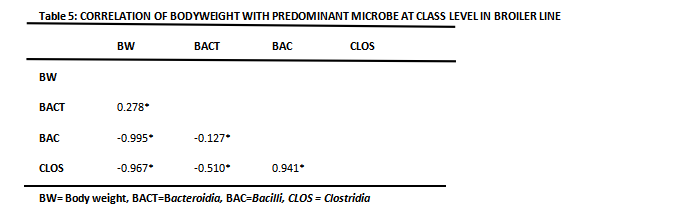 Table 5: CORRELATION OF BODYWEIGHT WITH PREDOMINANT MICROBE AT CLASS LEVEL IN BROILER LINE
BW BACT BAC CLOS
BW
BACT 0.278*
BAC -0.995* -0.127*
CLOS -0.967* -0.510* 0.941*
BW= Body weight, BACT=Bacteroidia, BAC=Bacilli, CLOS = Clostridia